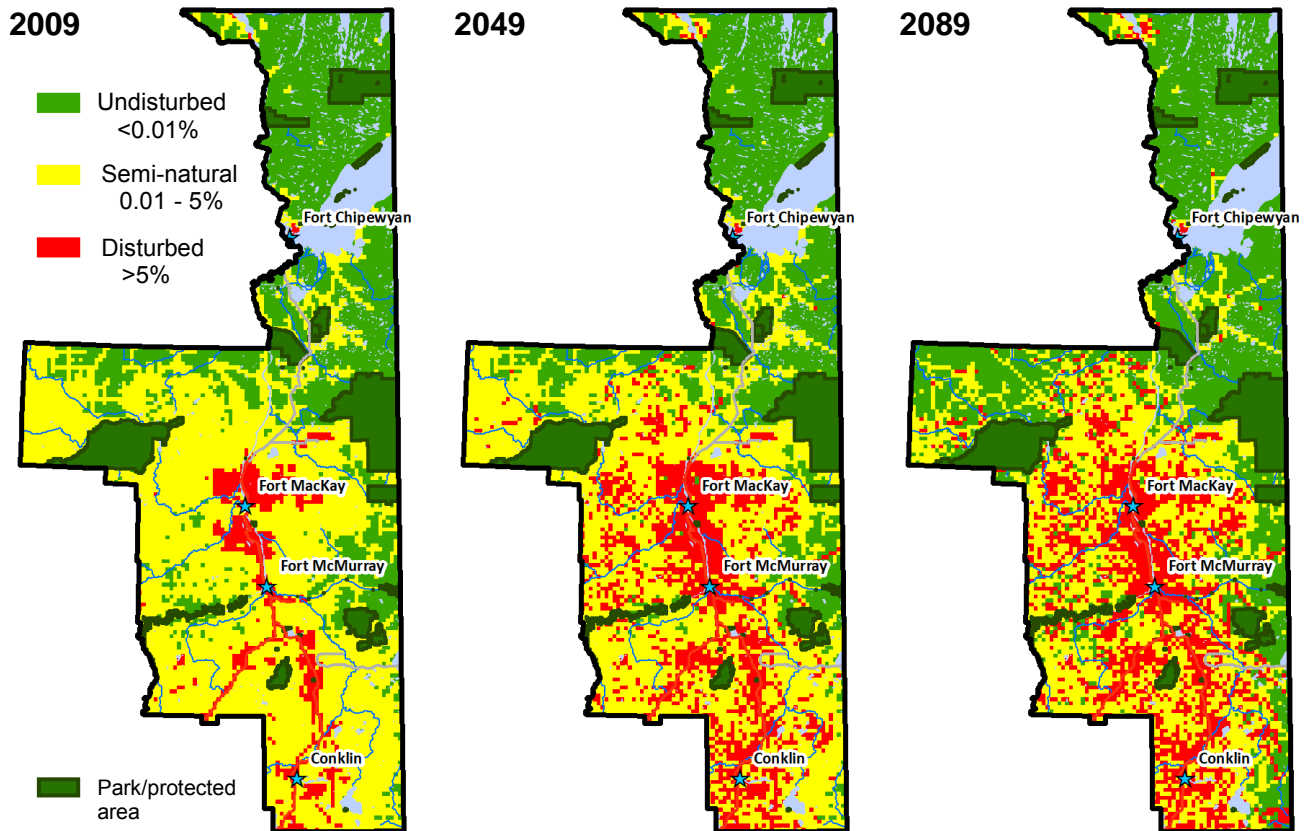 2009
2049
2089
Undisturbed
<0.01%
Semi-natural
0.01 - 5%
Disturbed
>5%
Park/protected
area
Fort Chipewyan
Fort MacKay
Fort McMurray
Conklin
Fort Chipewyan
Fort MacKay
Fort McMurray
Conklin
Fort Chipewyan
Fort MacKay
Fort McMurray
Conklin